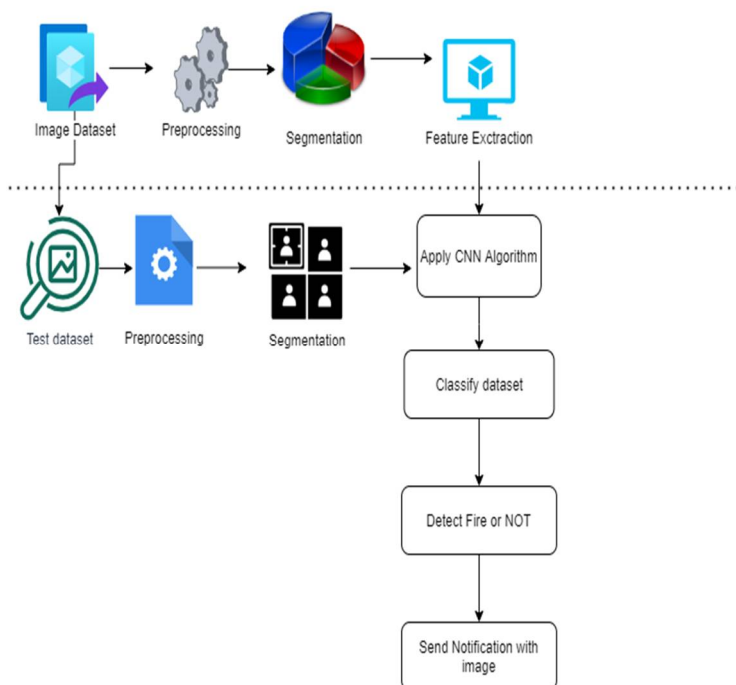 Image Dataset
Preprocessing
Segmentation
Feature Exctraction
Test dataset
Preprocessing
Segmentation
Apply CNN Algorithm
Classify dataset
Detect Fire or NOT
Send Notification with
image